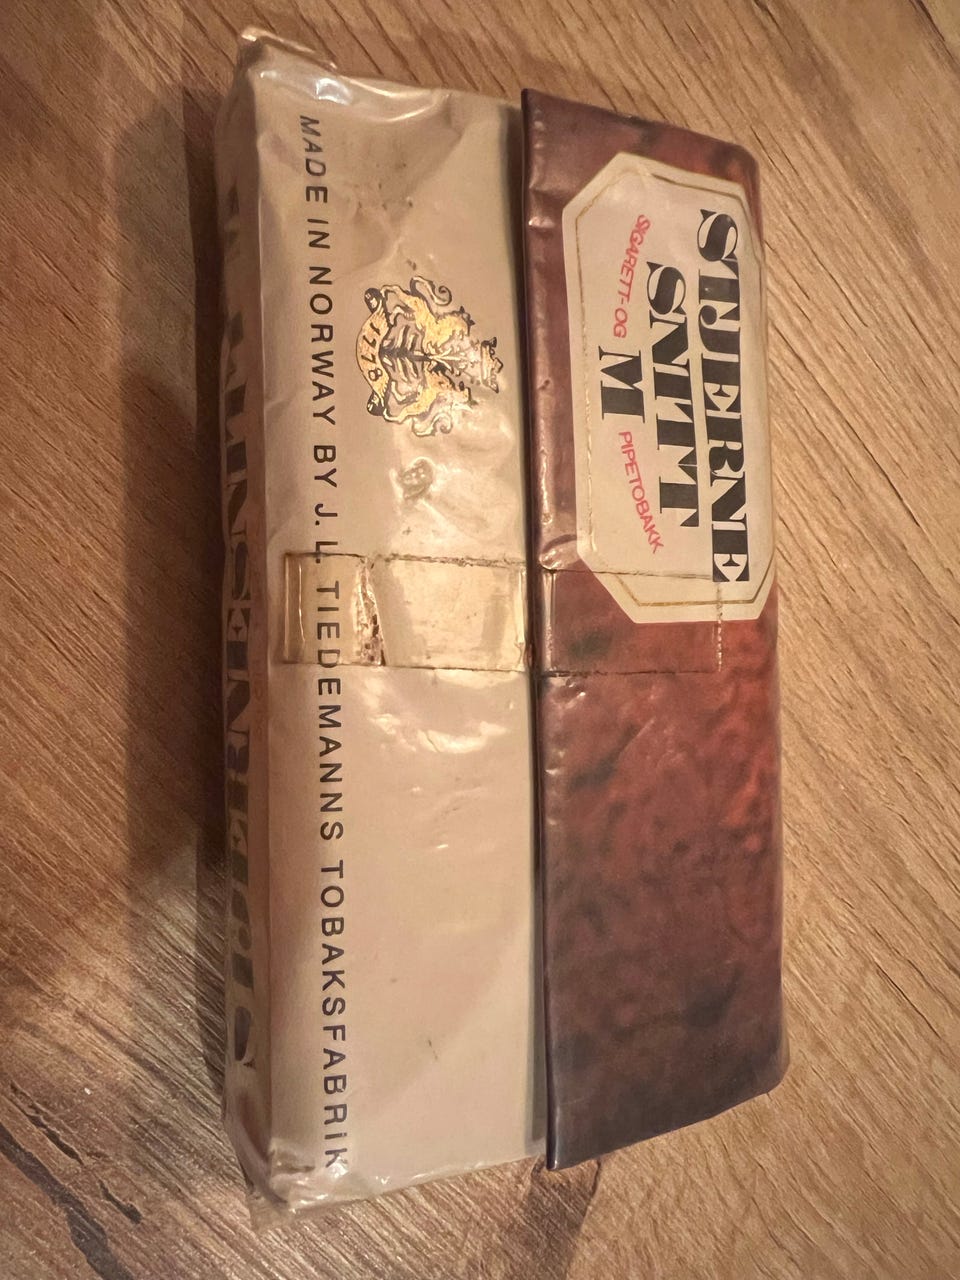 STJERNE
SNITT
SIGARETT- OG M PIPETOBAKK
1778
MADE IN NORWAY BY J. L. TIEDEMANNS TOBAKSFABRIK